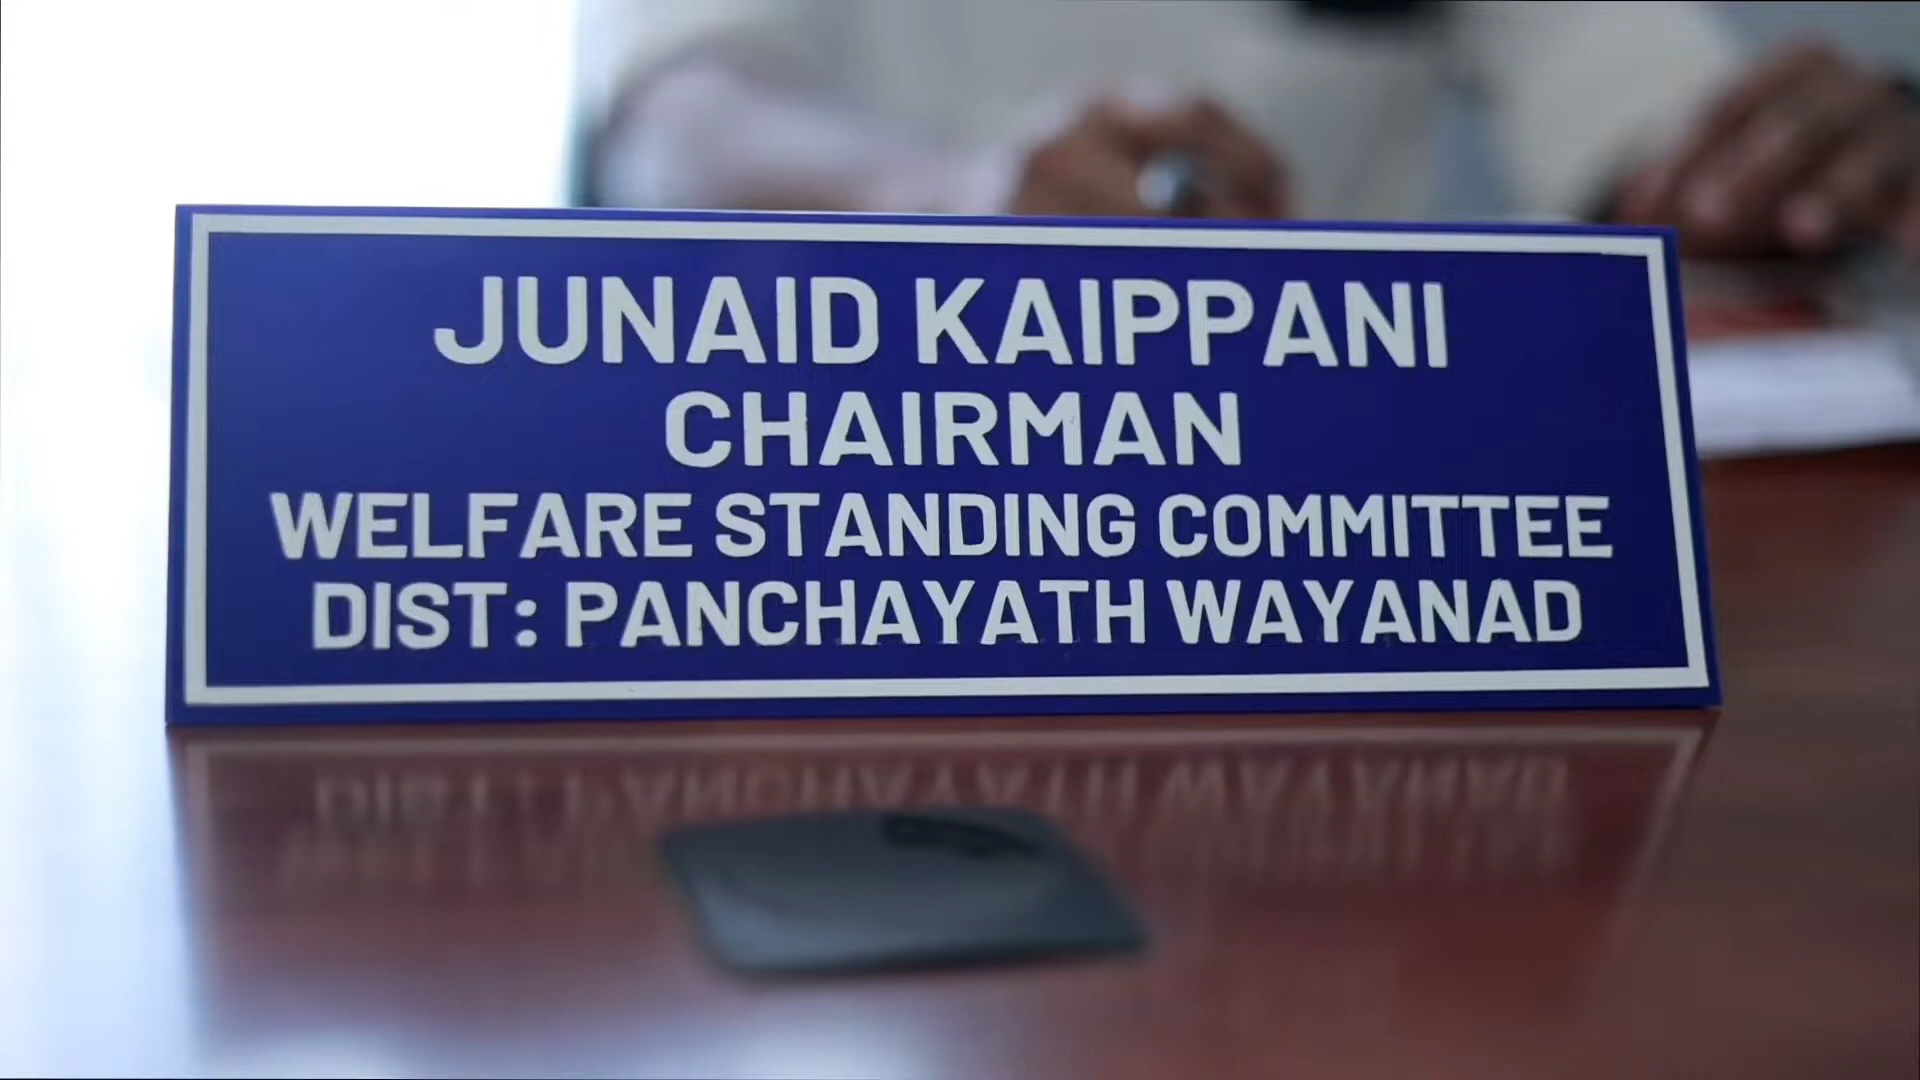 JUNAID KAIPPANI
CHAIRMAN
WELFARE STANDING COMMITTEE
DIST: PANCHAYATH WAYANAD